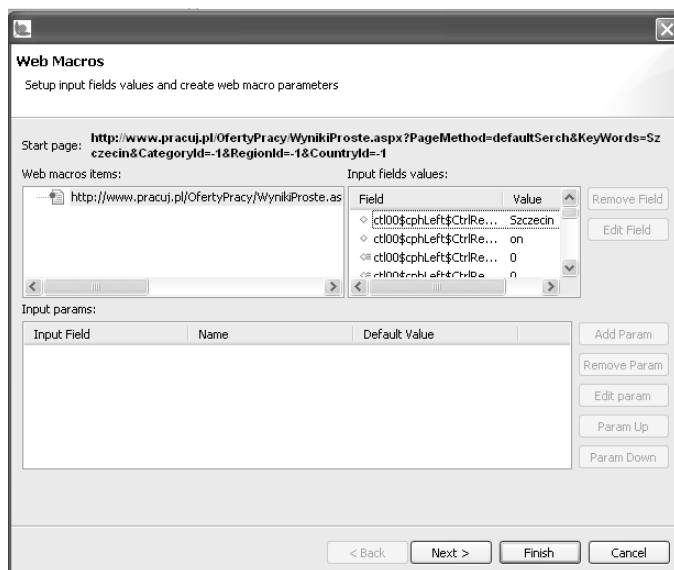 Web Macros
Setup input fields values and create web macro parameters
Start page: http://www.pracuj.pl/OfertyPracy/WynikiProste.aspx?PageMethod=defaultSerch&KeyWords=Sz
czecin&CategoryId=-1&RegionId=-1&CountryId=-1
Web macros items:
http://www.pracuj.pl/OfertyPracy/WynikiProste.as
Input fields values:
Field Value
ctl00$cphLeft$CtrlRe... Szczecin
ctl00$cphLeft$CtrlRe... on
ctl00$cphLeft$CtrlRe... 0
ctl00$cphLeft$CtrlRe... 0
Remove Field
Edit Field
Input params:
Input Field Name Default Value
Add Param
Remove Param
Edit param
Param Up
Param Down
< Back Next > Finish Cancel